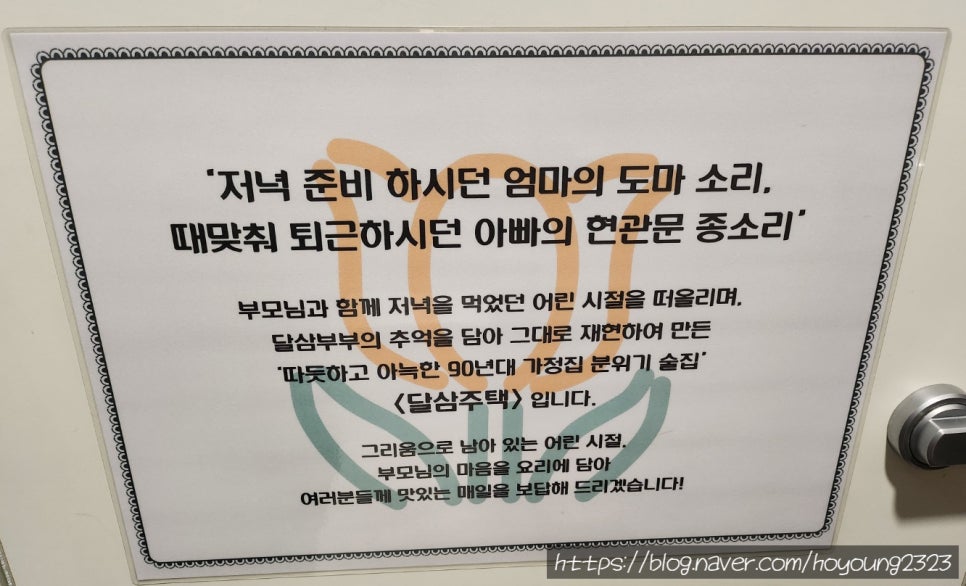 '저녁 준비 하시던 엄마의 도마 소리,
때맞춰 퇴근하시던 아빠의 현관문 종소리'
부모님과 함께 저녁을 먹었던 어린 시절을 떠올리며,
달삼부부의 추억을 담아 그대로 재현하여 만든
'따듯하고 아늑한 90년대 가정집 분위기 술집'
<달삼주택> 입니다.
그리움으로 남아 있는 어린 시절,
부모님의 마음을 요리에 담아
여러분들께 맛있는 매일을 보답해 드리겠습니다!
https://blog.naver.com/hoyoung2323